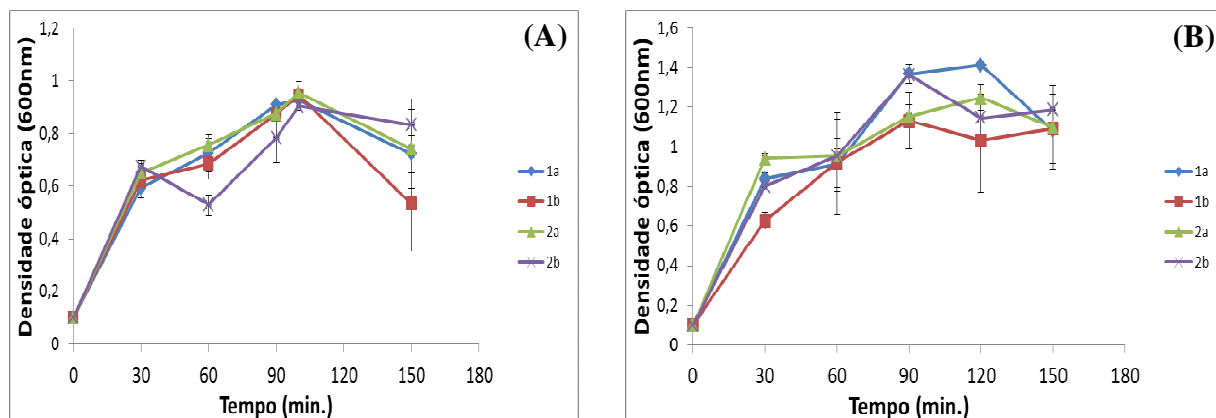 (A)
Densidade óptica (600nm)
1,2
1
0,8
0,6
0,4
0,2
0
0 30 60 90 120 150 180
Tempo (min.)
1a
1b
2a
2b
(B)
Densidade óptica (600nm)
1,6
1,4
1,2
1
0,8
0,6
0,4
0,2
0
0 30 60 90 120 150 180
Tempo (min.)
1a
1b
2a
2b